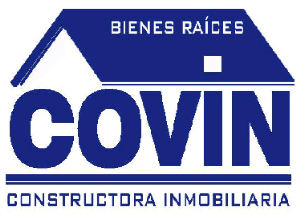 BIENES RAÍCES
COVIN
CONSTRUCTORA INMOBILIARIA